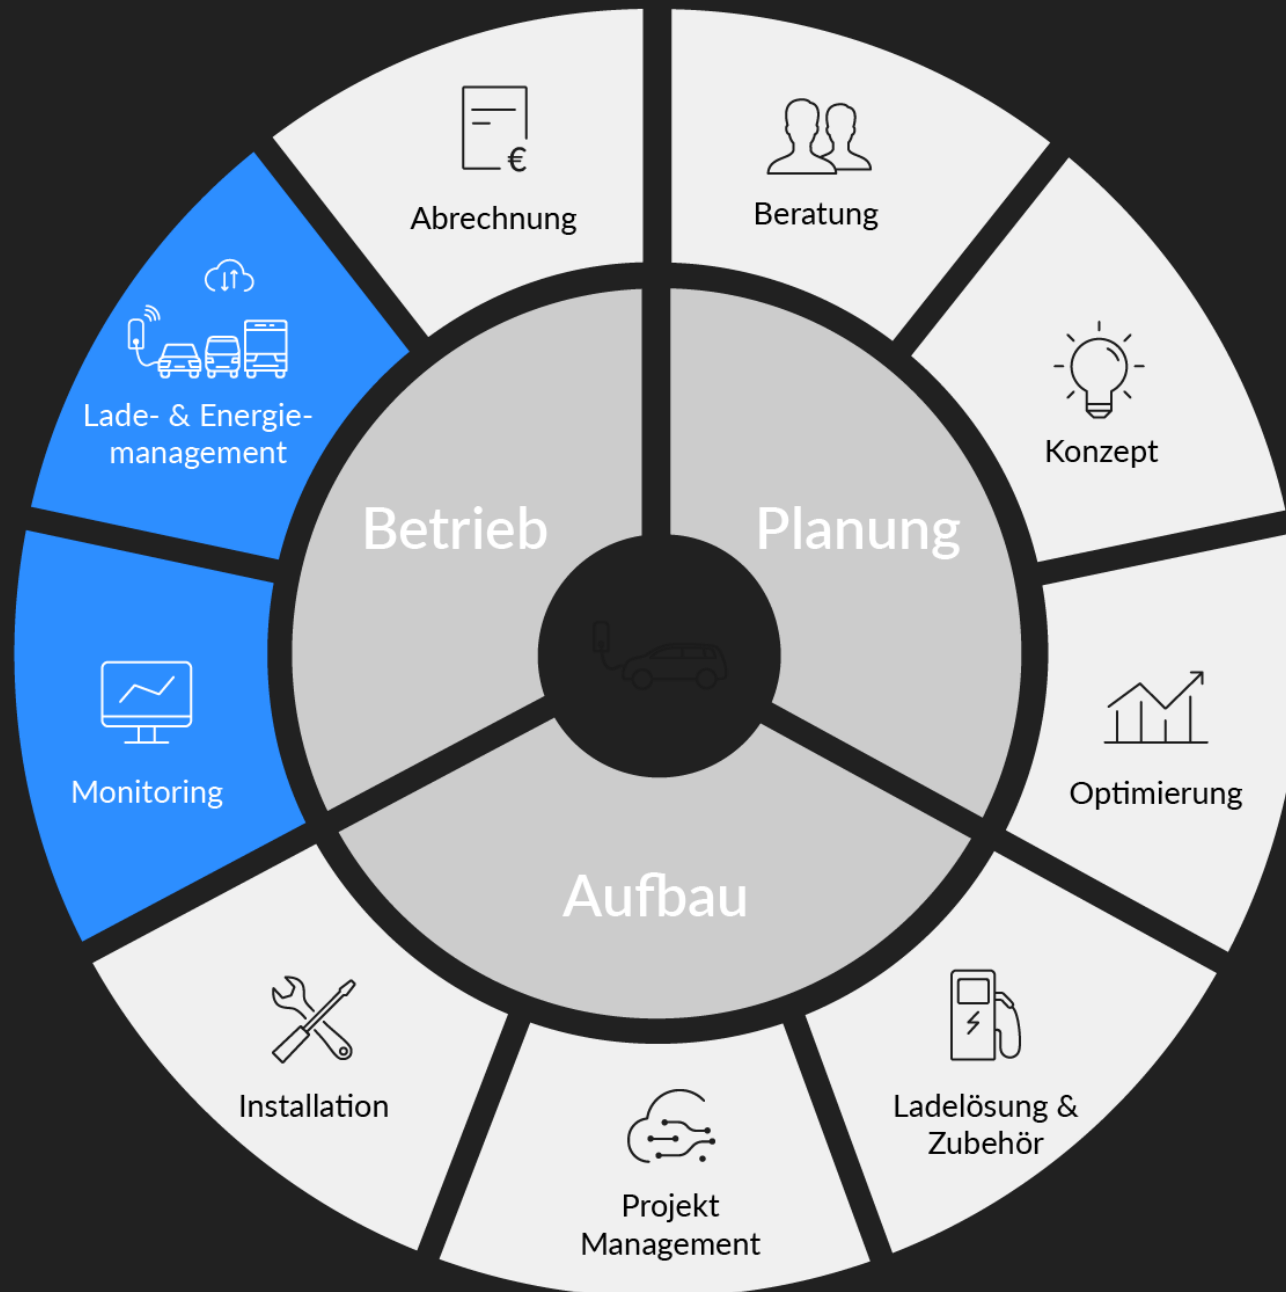 €
Abrechnung
Beratung
Lade- & Energie-
management
Konzept
Betrieb
Planung
Monitoring
Optimierung
Aufbau
Installation
Ladelösung &
Zubehör
Projekt
Management